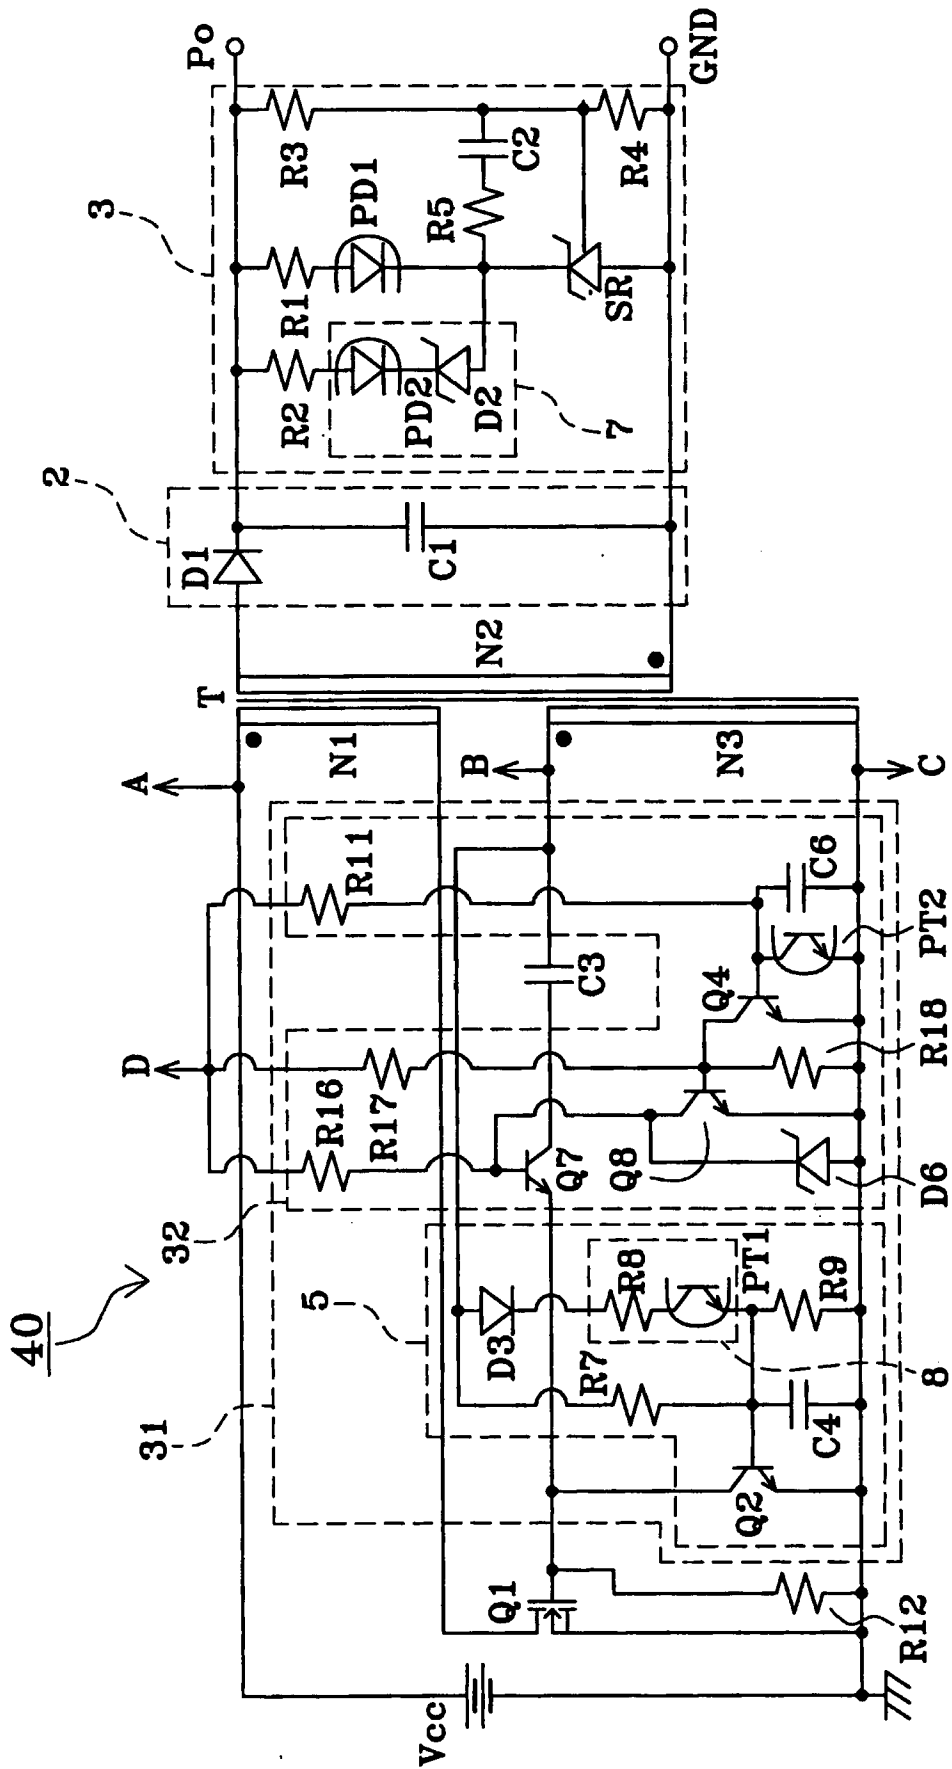 40
31
32
5
D
A
T
2
3
Po
GND
Vcc
Q1
R12
Q2
C4
R7
D3
R8
PT1
R9
8
R16
R17
Q7
Q8
D6
R18
Q4
PT2
C6
C3
R11
B
C
N1
N3
N2
D1
C1
R2
PD2
D2
7
R1
PD1
R5
C2
SR
R3
R4